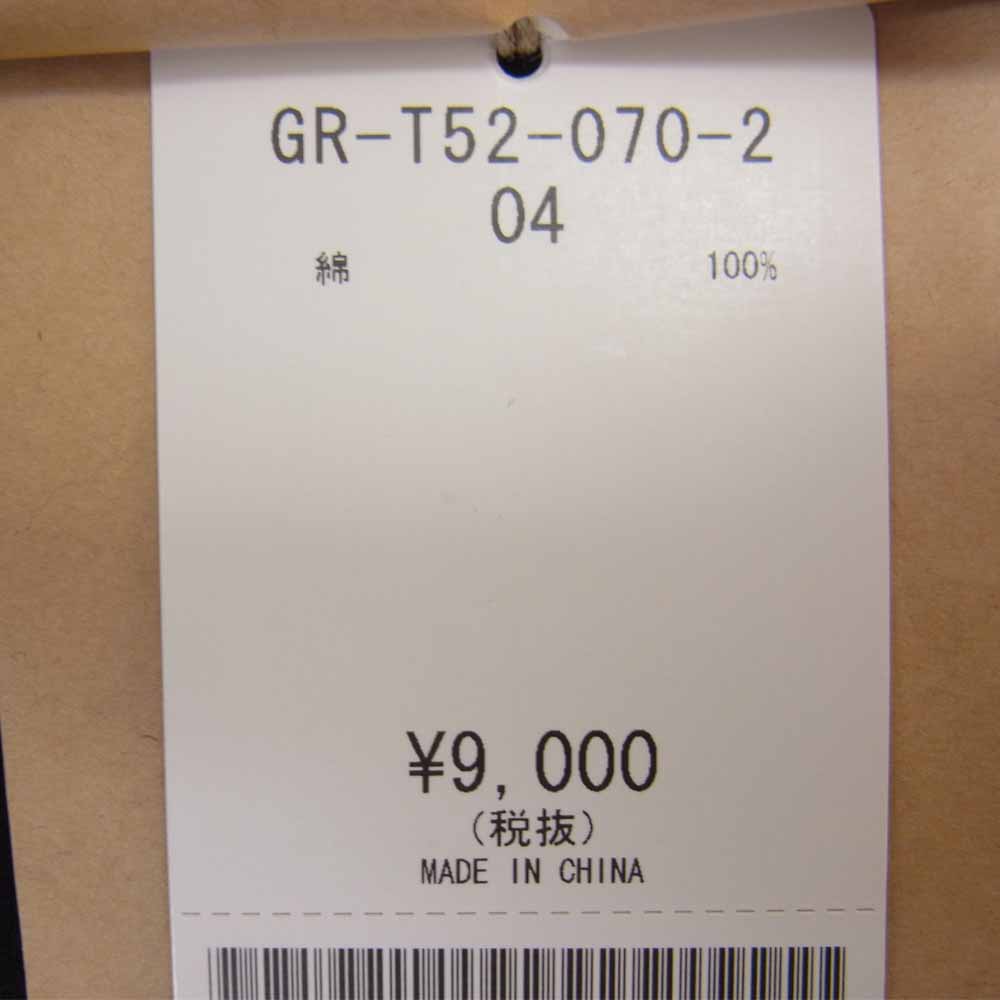 GR-T52-070-2
04
綿 100%
¥9,000
(税抜)
MADE IN CHINA